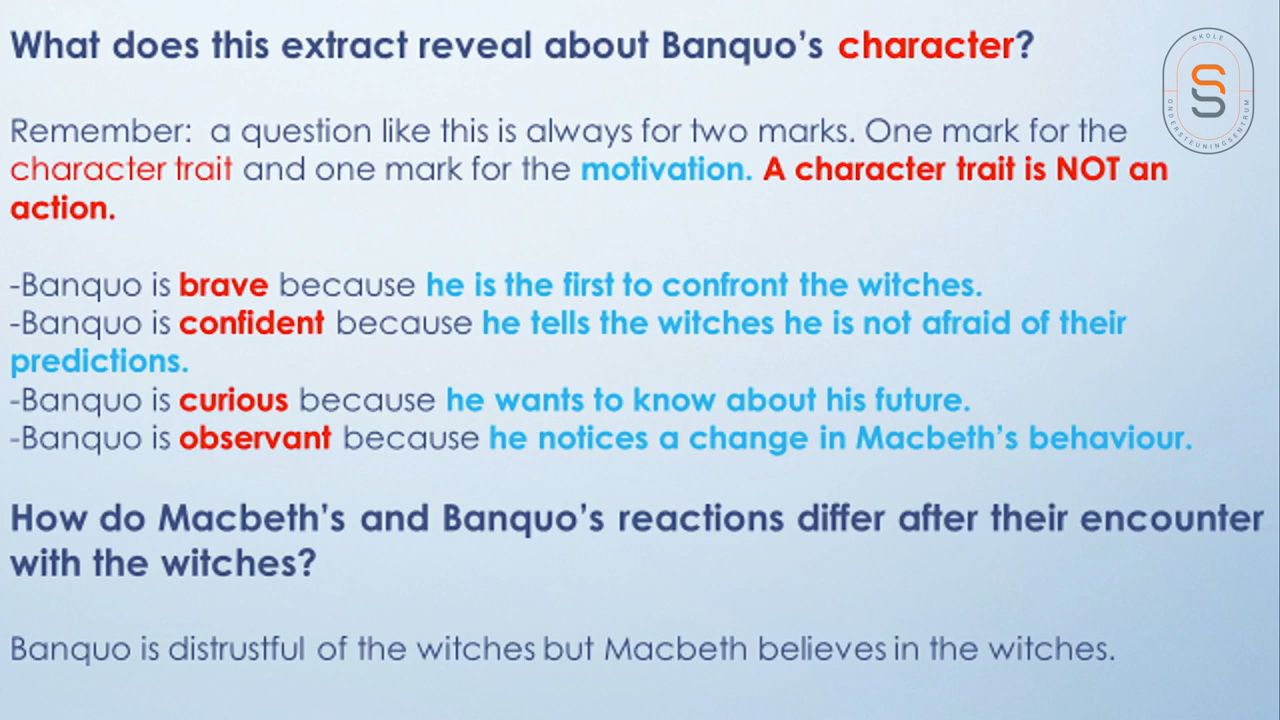 What does this extract reveal about Banquo's character?
SKOLE
ONDERSTEUNINGSENTRUM
Remember:  a question like this is always for two marks. One mark for the
character trait and one mark for the motivation. A character trait is NOT an
action.
-Banquo is brave because he is the first to confront the witches.
-Banquo is confident because he tells the witches he is not afraid of their
predictions.
-Banquo is curious because he wants to know about his future.
-Banquo is observant because he notices a change in Macbeth's behaviour.
How do Macbeth's and Banquo's reactions differ after their encounter
with the witches?
Banquo is distrustful of the witches but Macbeth believes in the witches.